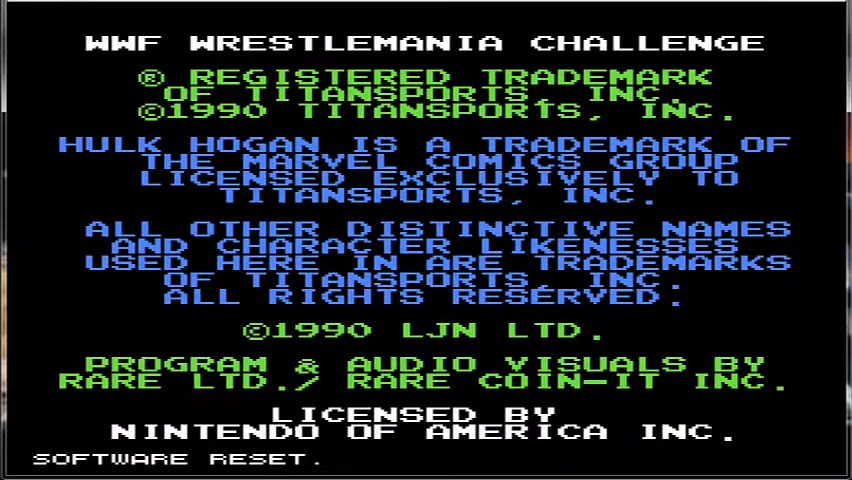 WWF WRESTLEMANIA CHALLENGE
® REGISTERED TRADEMARK
OF TITANSPORTS, INC.
©1990 TITANSPORTS, INC.
HULK HOGAN IS A TRADEMARK OF
THE MARVEL COMICS GROUP
LICENSED EXCLUSIVELY TO
TITANSPORTS, INC.
ALL OTHER DISTINCTIVE NAMES
AND CHARACTER LIKENESSES
USED HERE IN ARE TRADEMARKS
OF TITANSPORTS, INC.
ALL RIGHTS RESERVED.
©1990 LJN LTD.
PROGRAM & AUDIO VISUALS BY
RARE LTD./ RARE COIN-IT INC.
LICENSED BY
NINTENDO OF AMERICA INC.
SOFTWARE RESET.